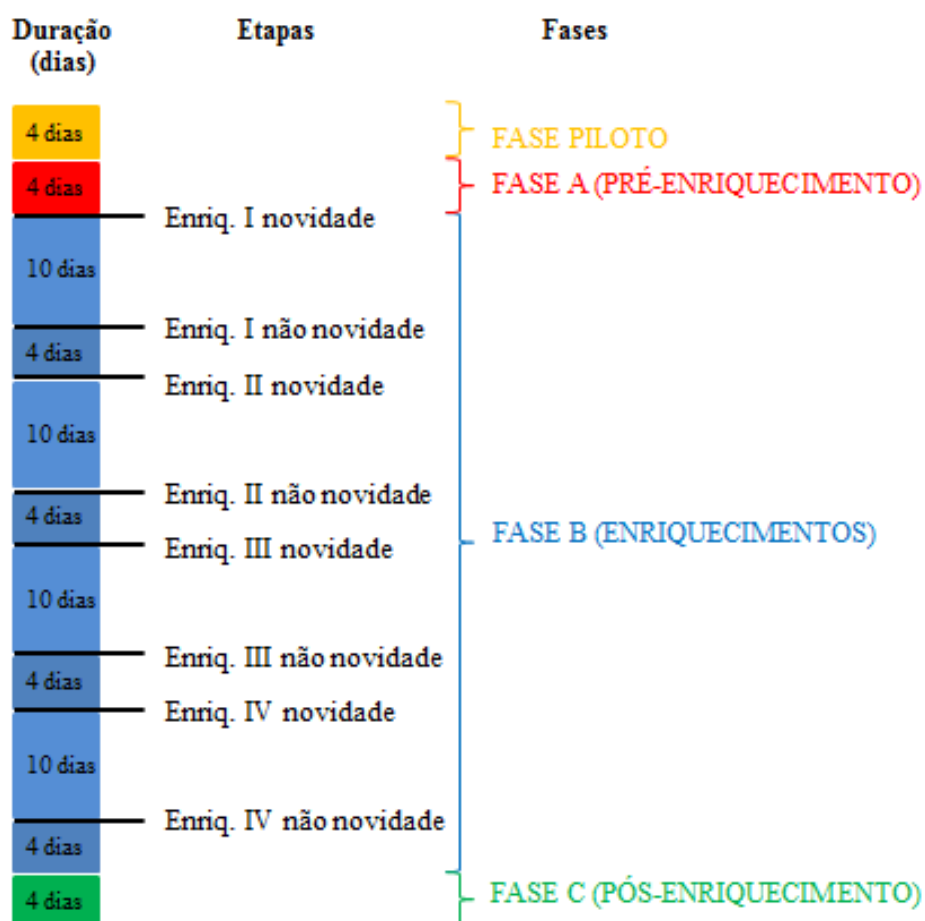 Duração Etapas Fases
(dias)
4 dias FASE PILOTO
4 dias FASE A (PRÉ-ENRIQUECIMENTO)
Enriq. I novidade
10 dias
Enriq. I não novidade
4 dias
Enriq. II novidade
10 dias
Enriq. II não novidade
4 dias FASE B (ENRIQUECIMENTOS)
Enriq. III novidade
10 dias
Enriq. III não novidade
4 dias
Enriq. IV novidade
10 dias
Enriq. IV não novidade
4 dias
4 dias FASE C (PÓS-ENRIQUECIMENTO)